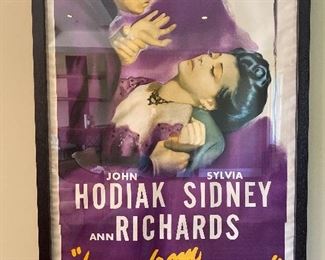 JOHN SYLVIA
HODIAK SIDNEY
ANN RICHARDS